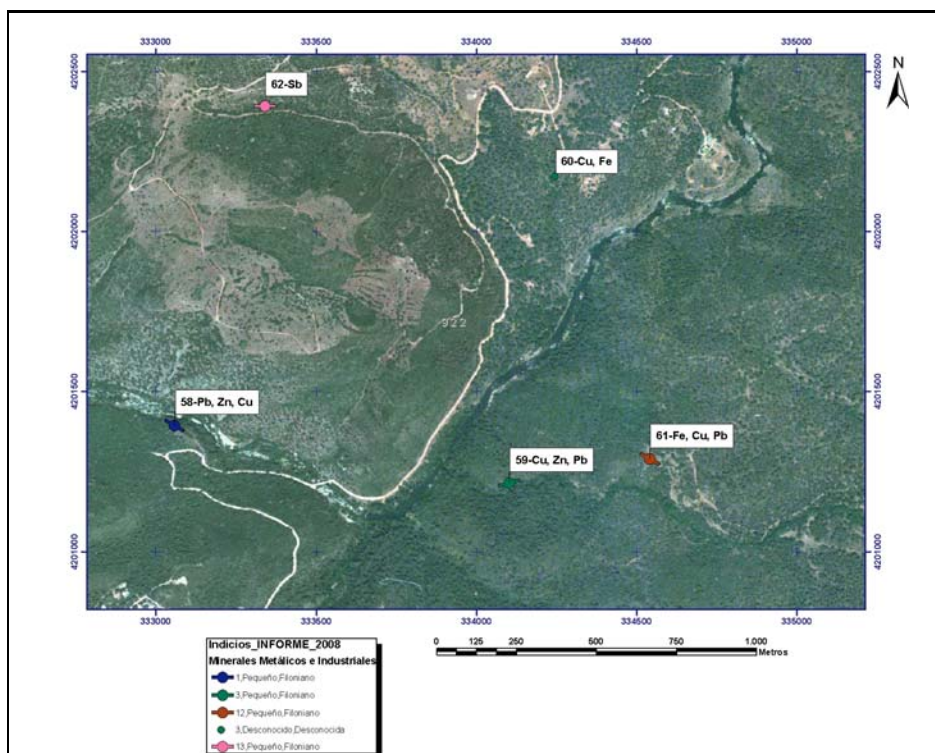 333000 333500 334000 334500 335000
N
4202500 4202500
62-Sb
60-Cu, Fe
4202000 4202000
922
4201500 4201500
58-Pb, Zn, Cu
61-Fe, Cu, Pb
59-Cu, Zn, Pb
4201000 4201000
333000 333500 334000 334500 335000
Indicios_INFORME_2008
Minerales Metálicos e Industriales
1,Pequeño,Filoniano
3,Pequeño,Filoniano
12,Pequeño,Filoniano
3,Desconocido,Desconocida
13,Pequeño,Filoniano
0 125 250 500 750 1.000
Metros